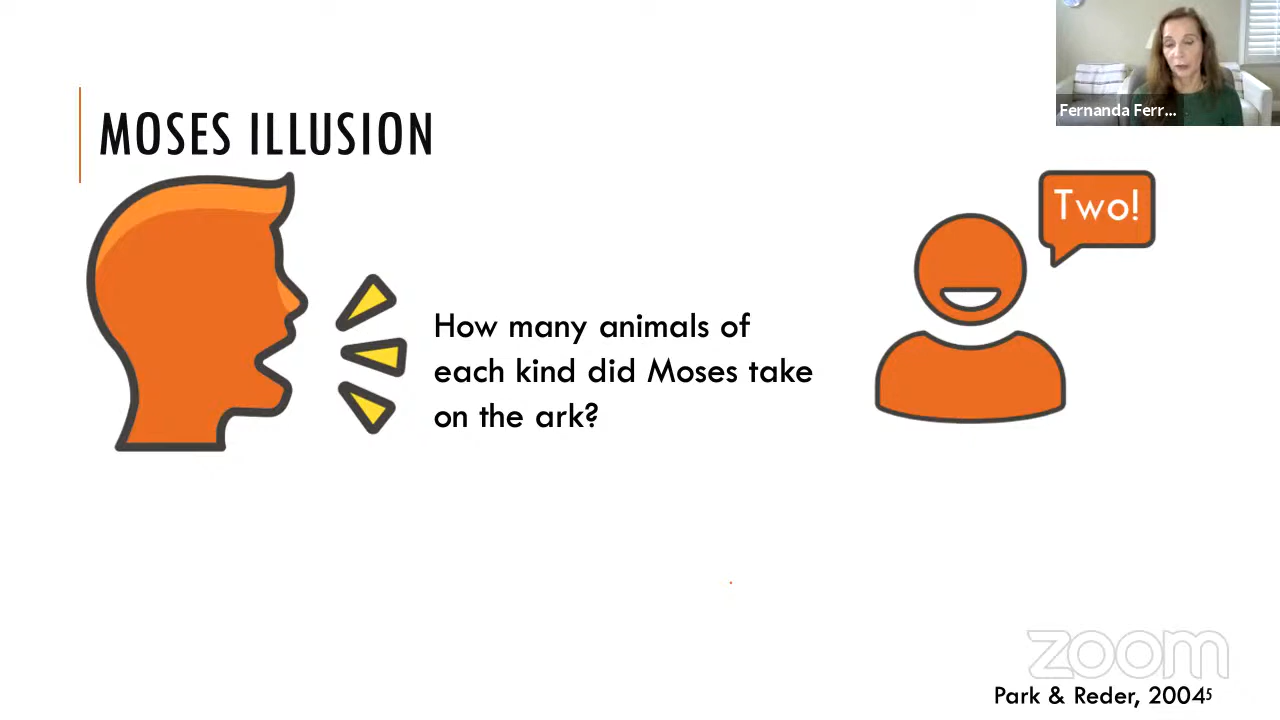 Fernanda Ferr...
MOSES ILLUSION
Two!
How many animals of
each kind did Moses take
on the ark?
zoom
Park & Reder, 2004 5